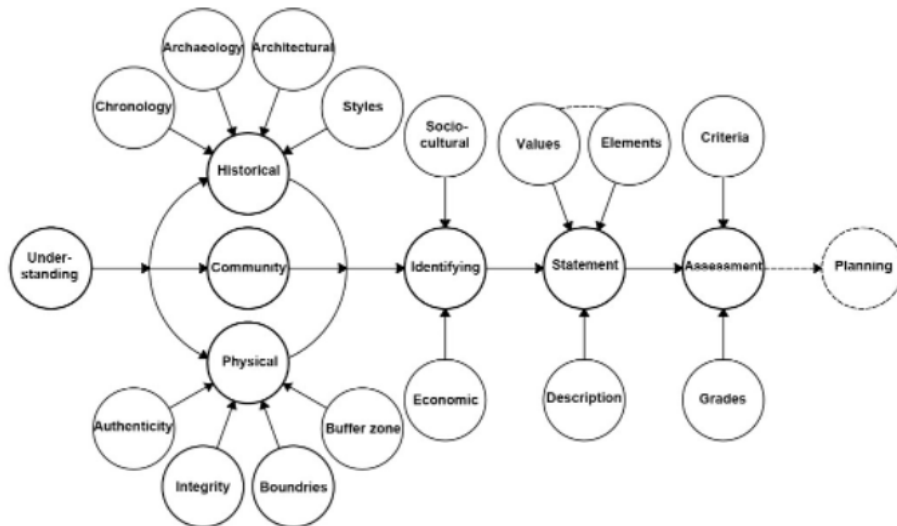 Archaeology
Architectural
Chronology
Styles
Historical
Socio-
cultural
Values
Elements
Criteria
Under-
standing
Community
Identifying
Statement
Assessment
Planning
Physical
Authenticity
Buffer zone
Integrity
Boundries
Economic
Description
Grades